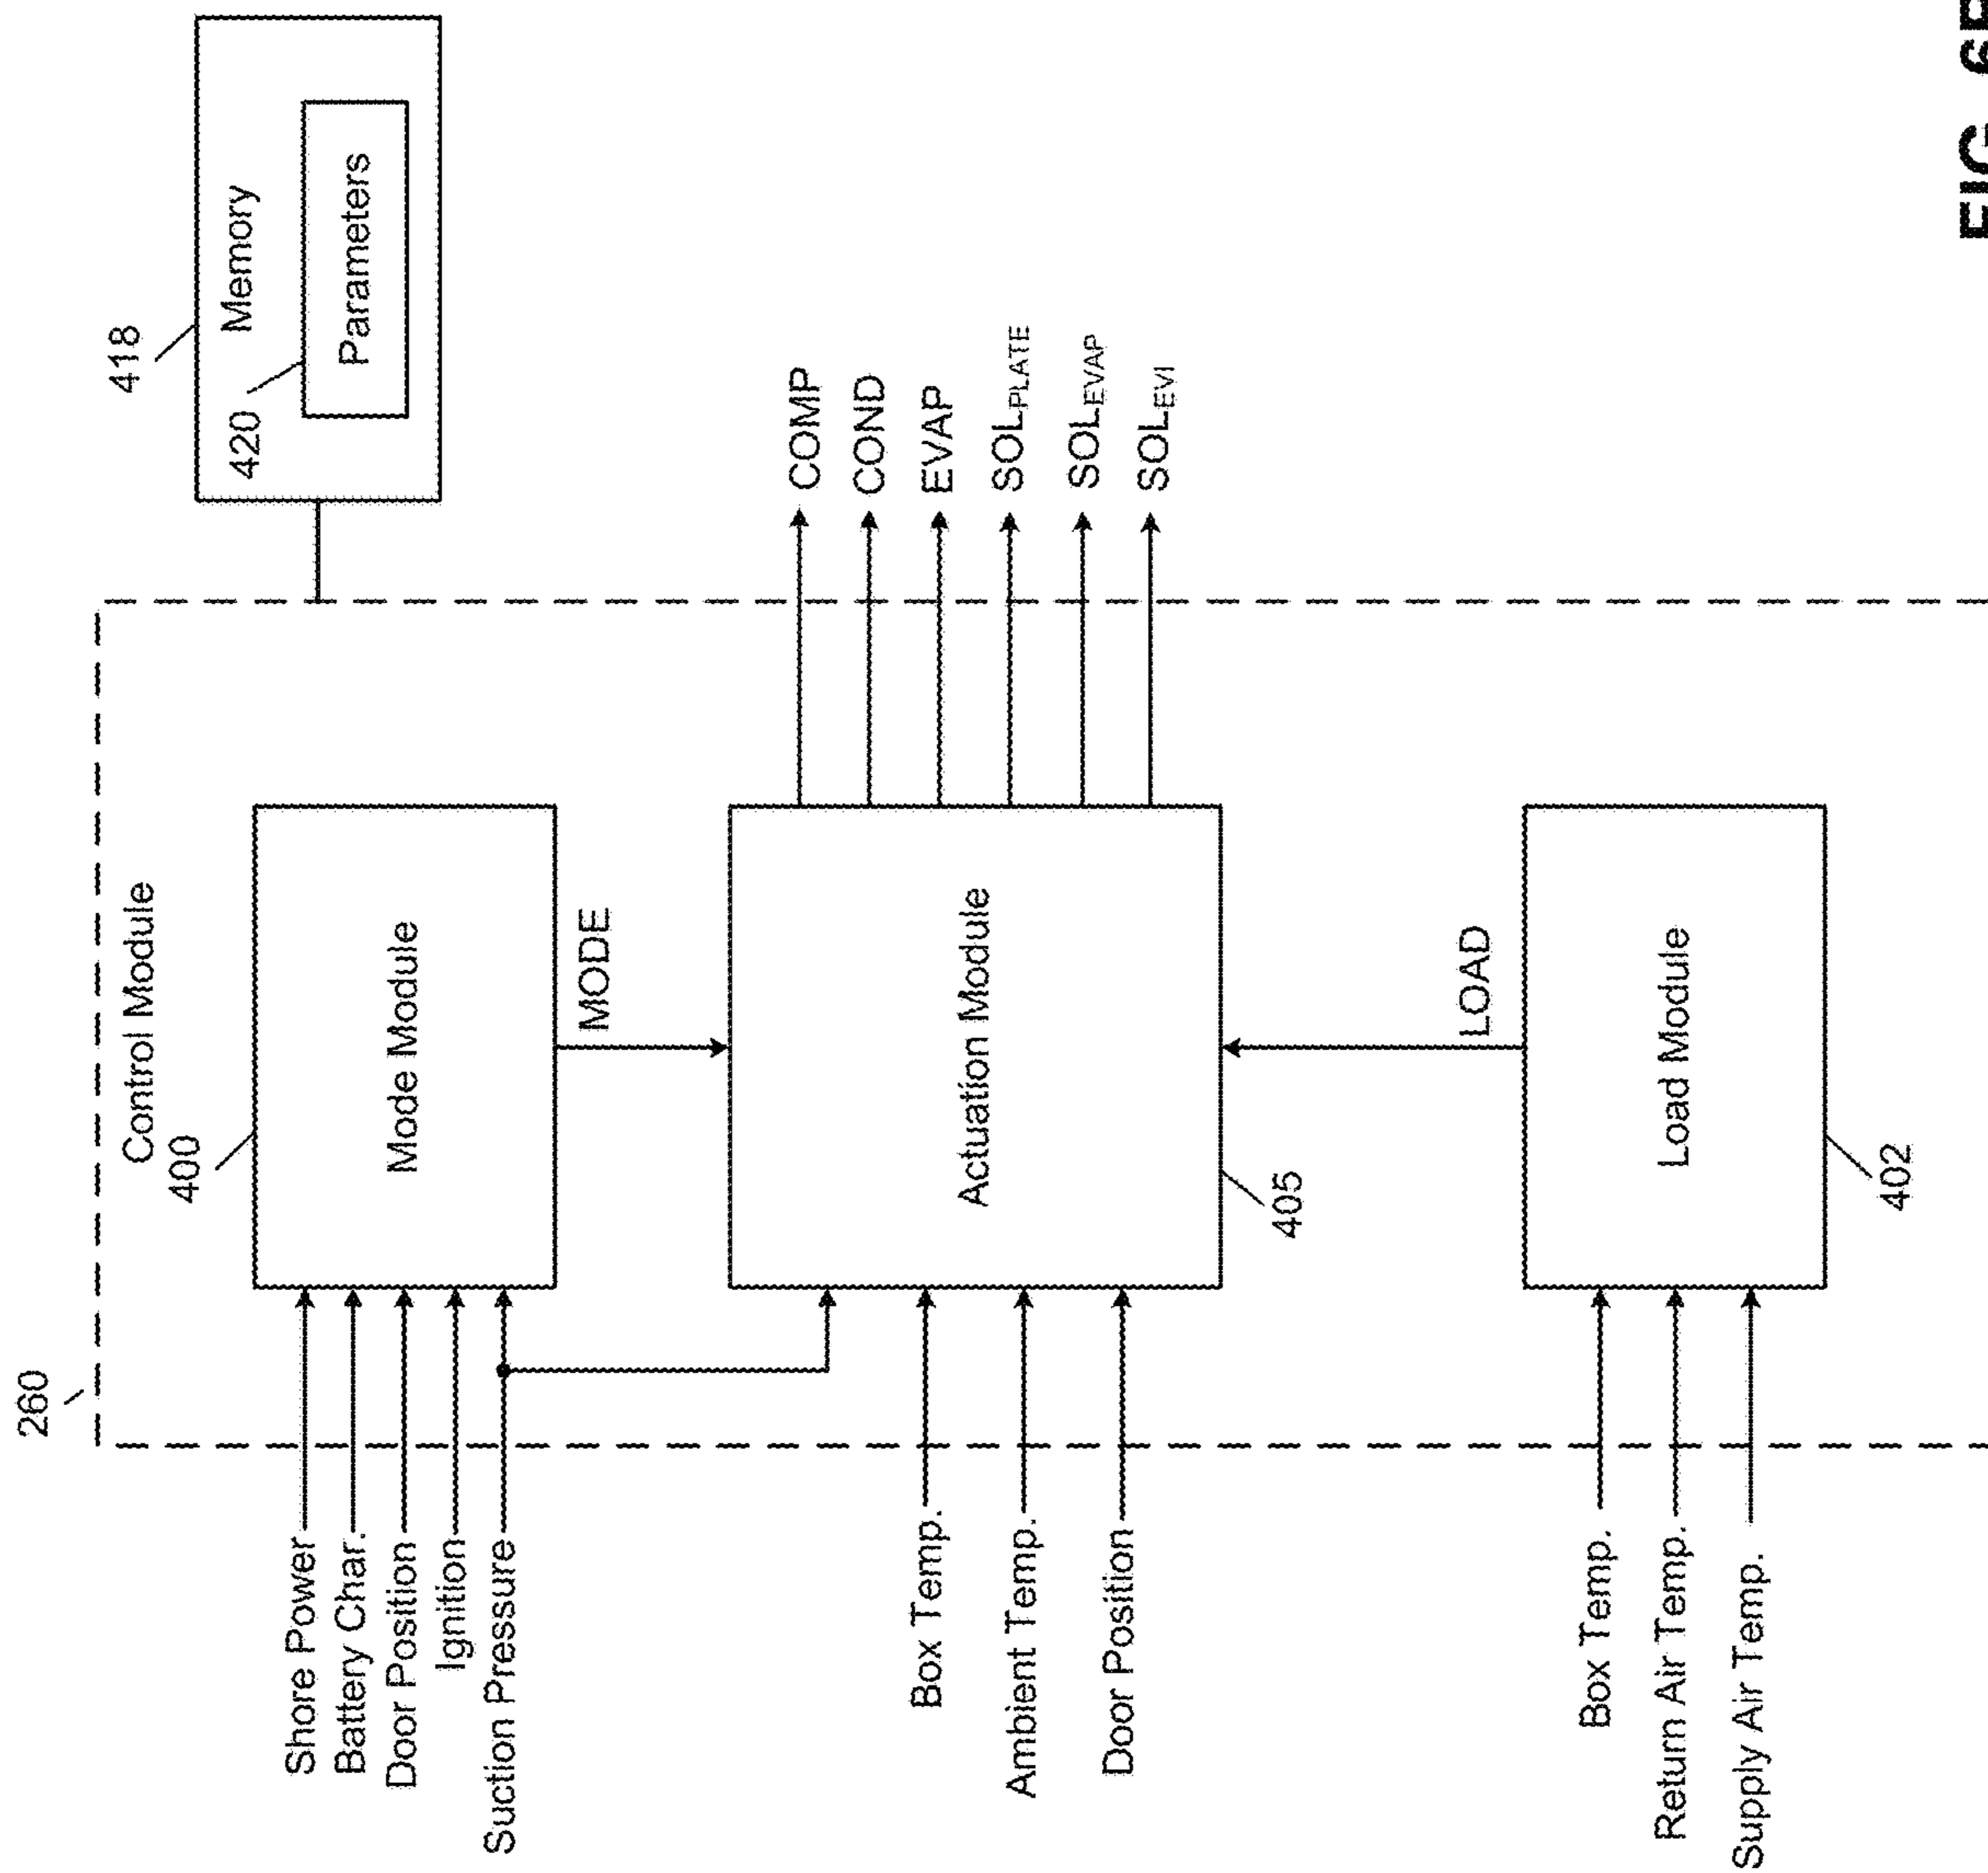 260
Control Module
400
Mode Module
Shore Power
Battery Char.
Door Position
Ignition
Suction Pressure
MODE
Actuation Module
405
Box Temp.
Ambient Temp.
Door Position
COMP
COND
EVAP
SOLPLATE
SOLEVAP
SOLEVI
LOAD
Load Module
402
Box Temp.
Return Air Temp.
Supply Air Temp.
418
Memory
420
Parameters